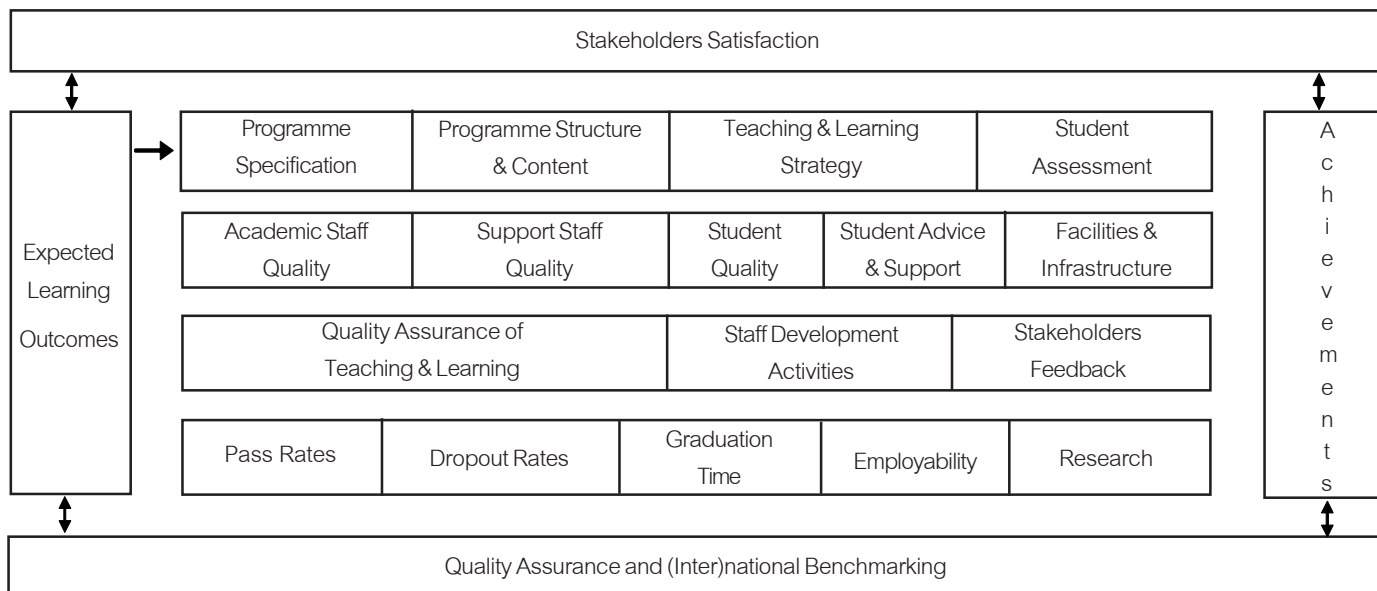 Stakeholders Satisfaction
Expected
Learning
Outcomes
Programme
Specification
Programme Structure
& Content
Teaching & Learning
Strategy
Student
Assessment
Academic Staff
Quality
Support Staff
Quality
Student
Quality
Student Advice
& Support
Facilities &
Infrastructure
Quality Assurance of
Teaching & Learning
Staff Development
Activities
Stakeholders
Feedback
Pass Rates
Dropout Rates
Graduation
Time
Employability
Research
Achievements
Quality Assurance and (Inter)national Benchmarking